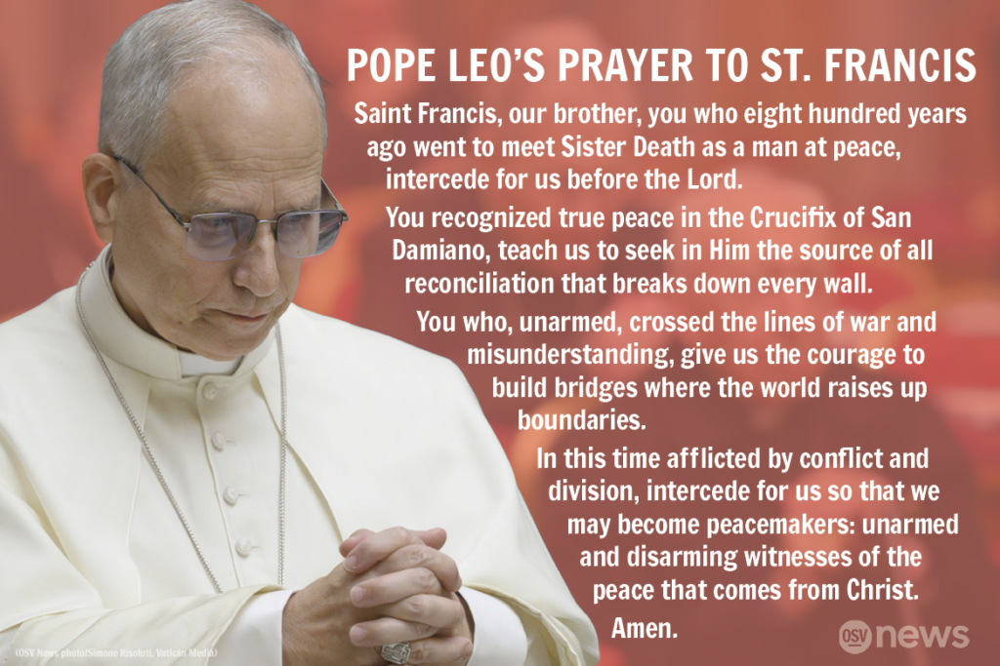 POPE LEO'S PRAYER TO ST. FRANCIS
Saint Francis, our brother, you who eight hundred years
ago went to meet Sister Death as a man at peace,
intercede for us before the Lord.
You recognized true peace in the Crucifix of San
Damiano, teach us to seek in Him the source of all
reconciliation that breaks down every wall.
You who, unarmed, crossed the lines of war and
misunderstanding, give us the courage to
build bridges where the world raises up
boundaries.
In this time afflicted by conflict and
division, intercede for us so that we
may become peacemakers: unarmed
and disarming witnesses of the
peace that comes from Christ.
Amen.
(OSV News photo/Simone Risoluti, Vatican Media)
OSV news